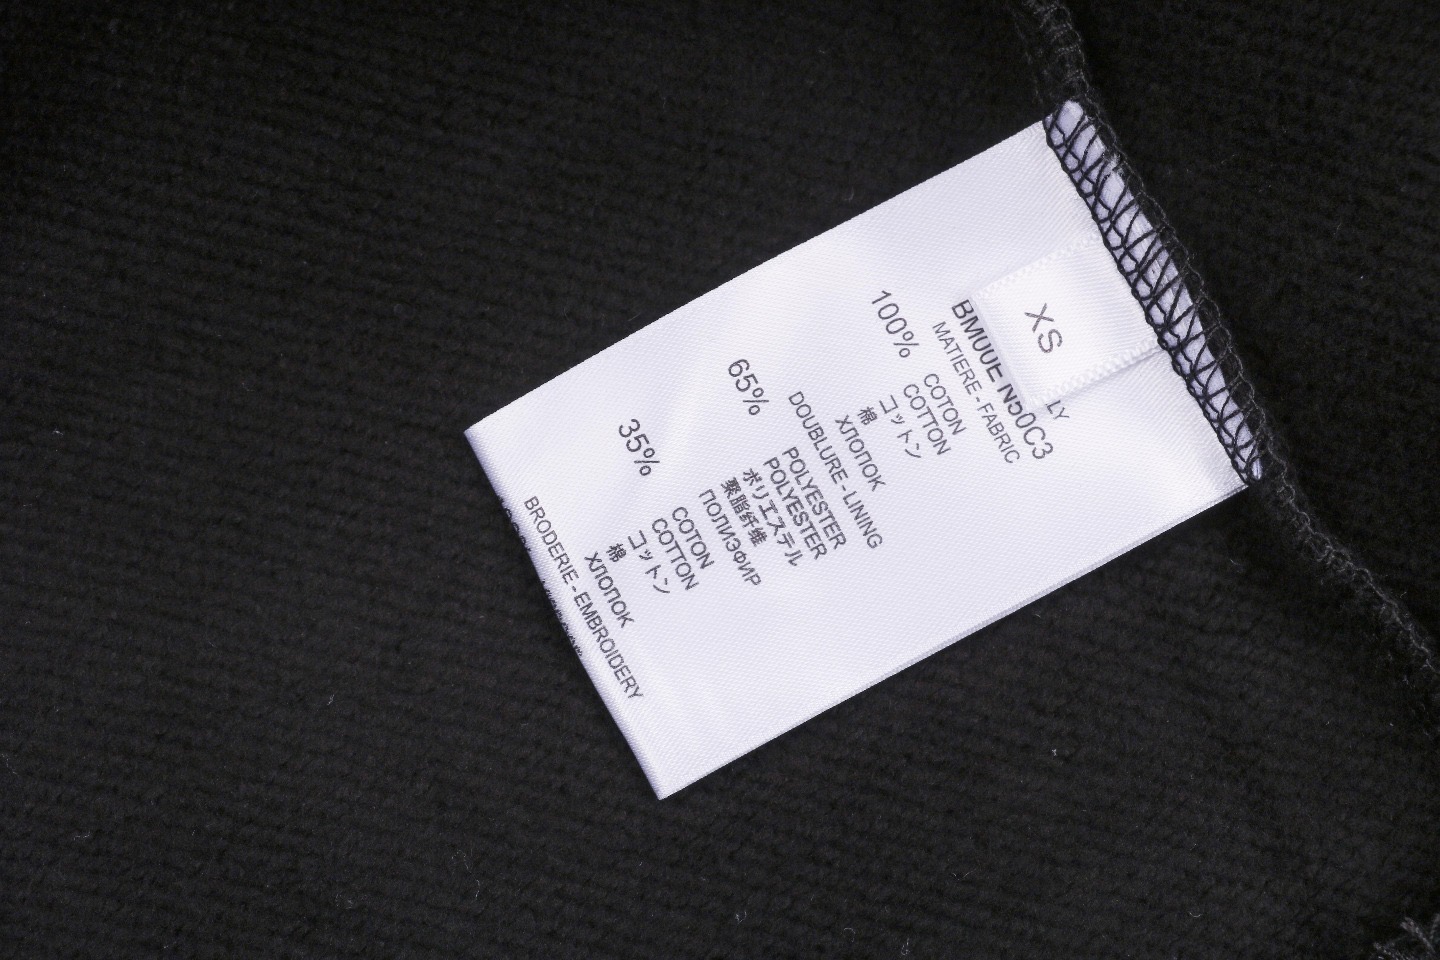 XS
LY
N50C3
MATIERE - FABRIC
100% COTON
COTTON
コットン
棉
ХЛОПОК
DOUBLURE - LINING
65% POLYESTER
POLYESTER
ポリエステル
聚脂纤维
ПОЛИЭФИР
35% COTON
COTTON
コットン
棉
ХЛОПОК
BRODERIE - EMBROIDERY